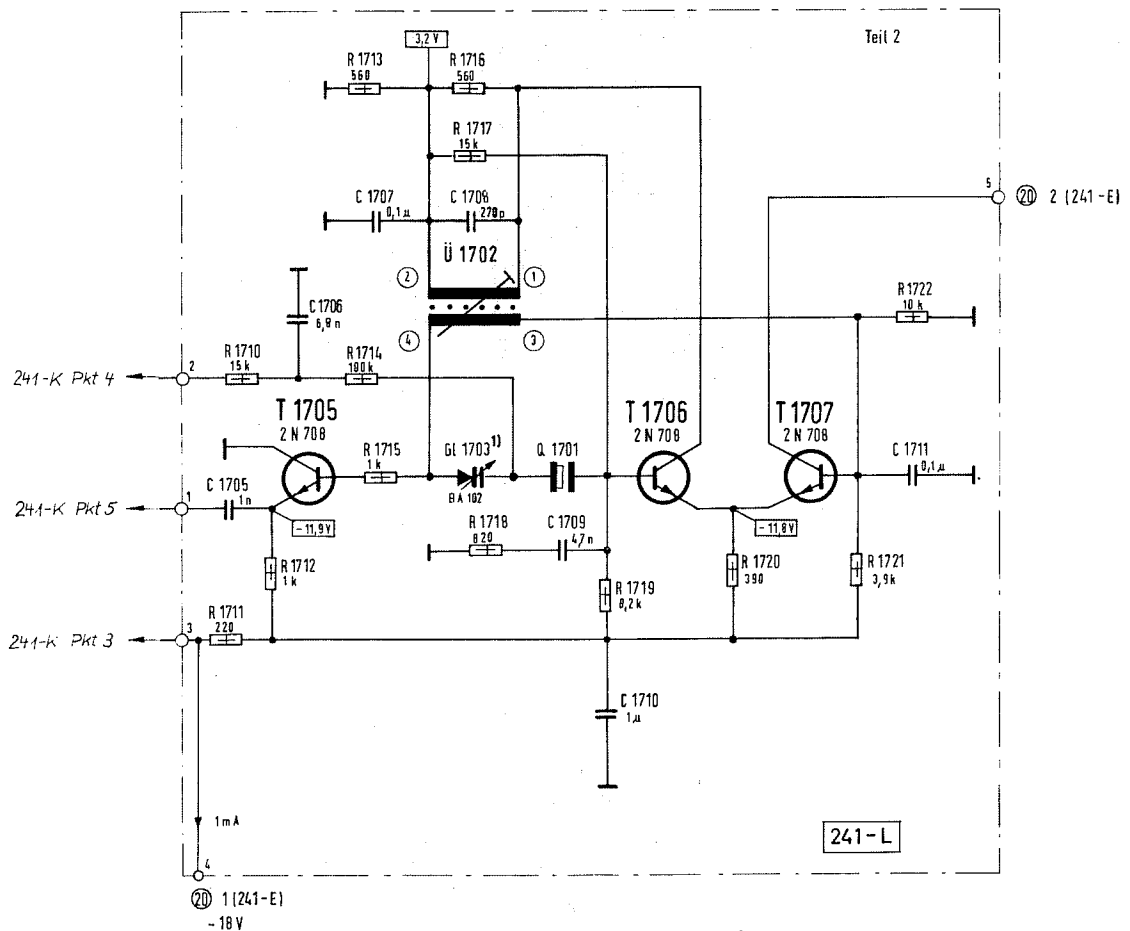 Teil 2
3,2 V
R 1713
560
R 1716
560
R 1717
15 k
C 1707
0,1 µ
C 1708
270 p
Ü 1702
2
1
4
3
5
20 2 (241-E)
C 1706
6,8 n
R 1722
10 k
241-K Pkt 4
2
R 1710
15 k
R 1714
100 k
T 1705
2 N 708
R 1715
1 k
Gl 1703 1)
BA 102
Q 1701
T 1706
2 N 708
T 1707
2 N 708
C 1711
0,1 µ
241-K Pkt 5
1
C 1705
1 n
- 11,9 V
- 11,8 V
R 1718
820
C 1709
4,7 n
R 1712
1 k
R 1719
8,2 k
R 1720
390
R 1721
3,9 k
241-K Pkt 3
3
R 1711
220
C 1710
1 µ
1 mA
241-L
4
20 1 (241-E)
- 18 V